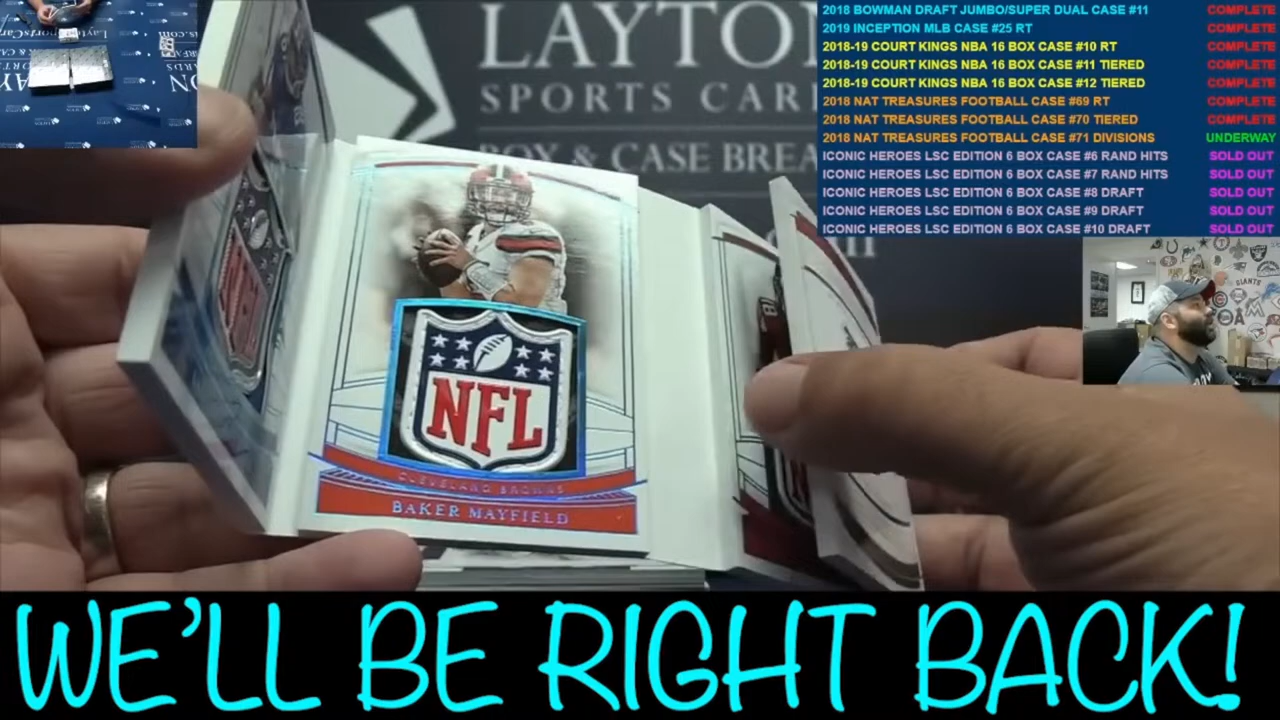 LAYTON
SPORTS CARDS
BOX & CASE BREA
2018 BOWMAN DRAFT JUMBO/SUPER DUAL CASE #11 COMPLETE
2019 INCEPTION MLB CASE #25 RT COMPLETE
2018-19 COURT KINGS NBA 16 BOX CASE #10 RT COMPLETE
2018-19 COURT KINGS NBA 16 BOX CASE #11 TIERED COMPLETE
2018-19 COURT KINGS NBA 16 BOX CASE #12 TIERED COMPLETE
2018 NAT TREASURES FOOTBALL CASE #69 RT COMPLETE
2018 NAT TREASURES FOOTBALL CASE #70 TIERED COMPLETE
2018 NAT TREASURES FOOTBALL CASE #71 DIVISIONS UNDERWAY
ICONIC HEROES LSC EDITION 6 BOX CASE #6 RAND HITS SOLD OUT
ICONIC HEROES LSC EDITION 6 BOX CASE #7 RAND HITS SOLD OUT
ICONIC HEROES LSC EDITION 6 BOX CASE #8 DRAFT SOLD OUT
ICONIC HEROES LSC EDITION 6 BOX CASE #9 DRAFT SOLD OUT
ICONIC HEROES LSC EDITION 6 BOX CASE #10 DRAFT SOLD OUT
NFL
CLEVELAND BROWNS
BAKER MAYFIELD
WE'LL BE RIGHT BACK!